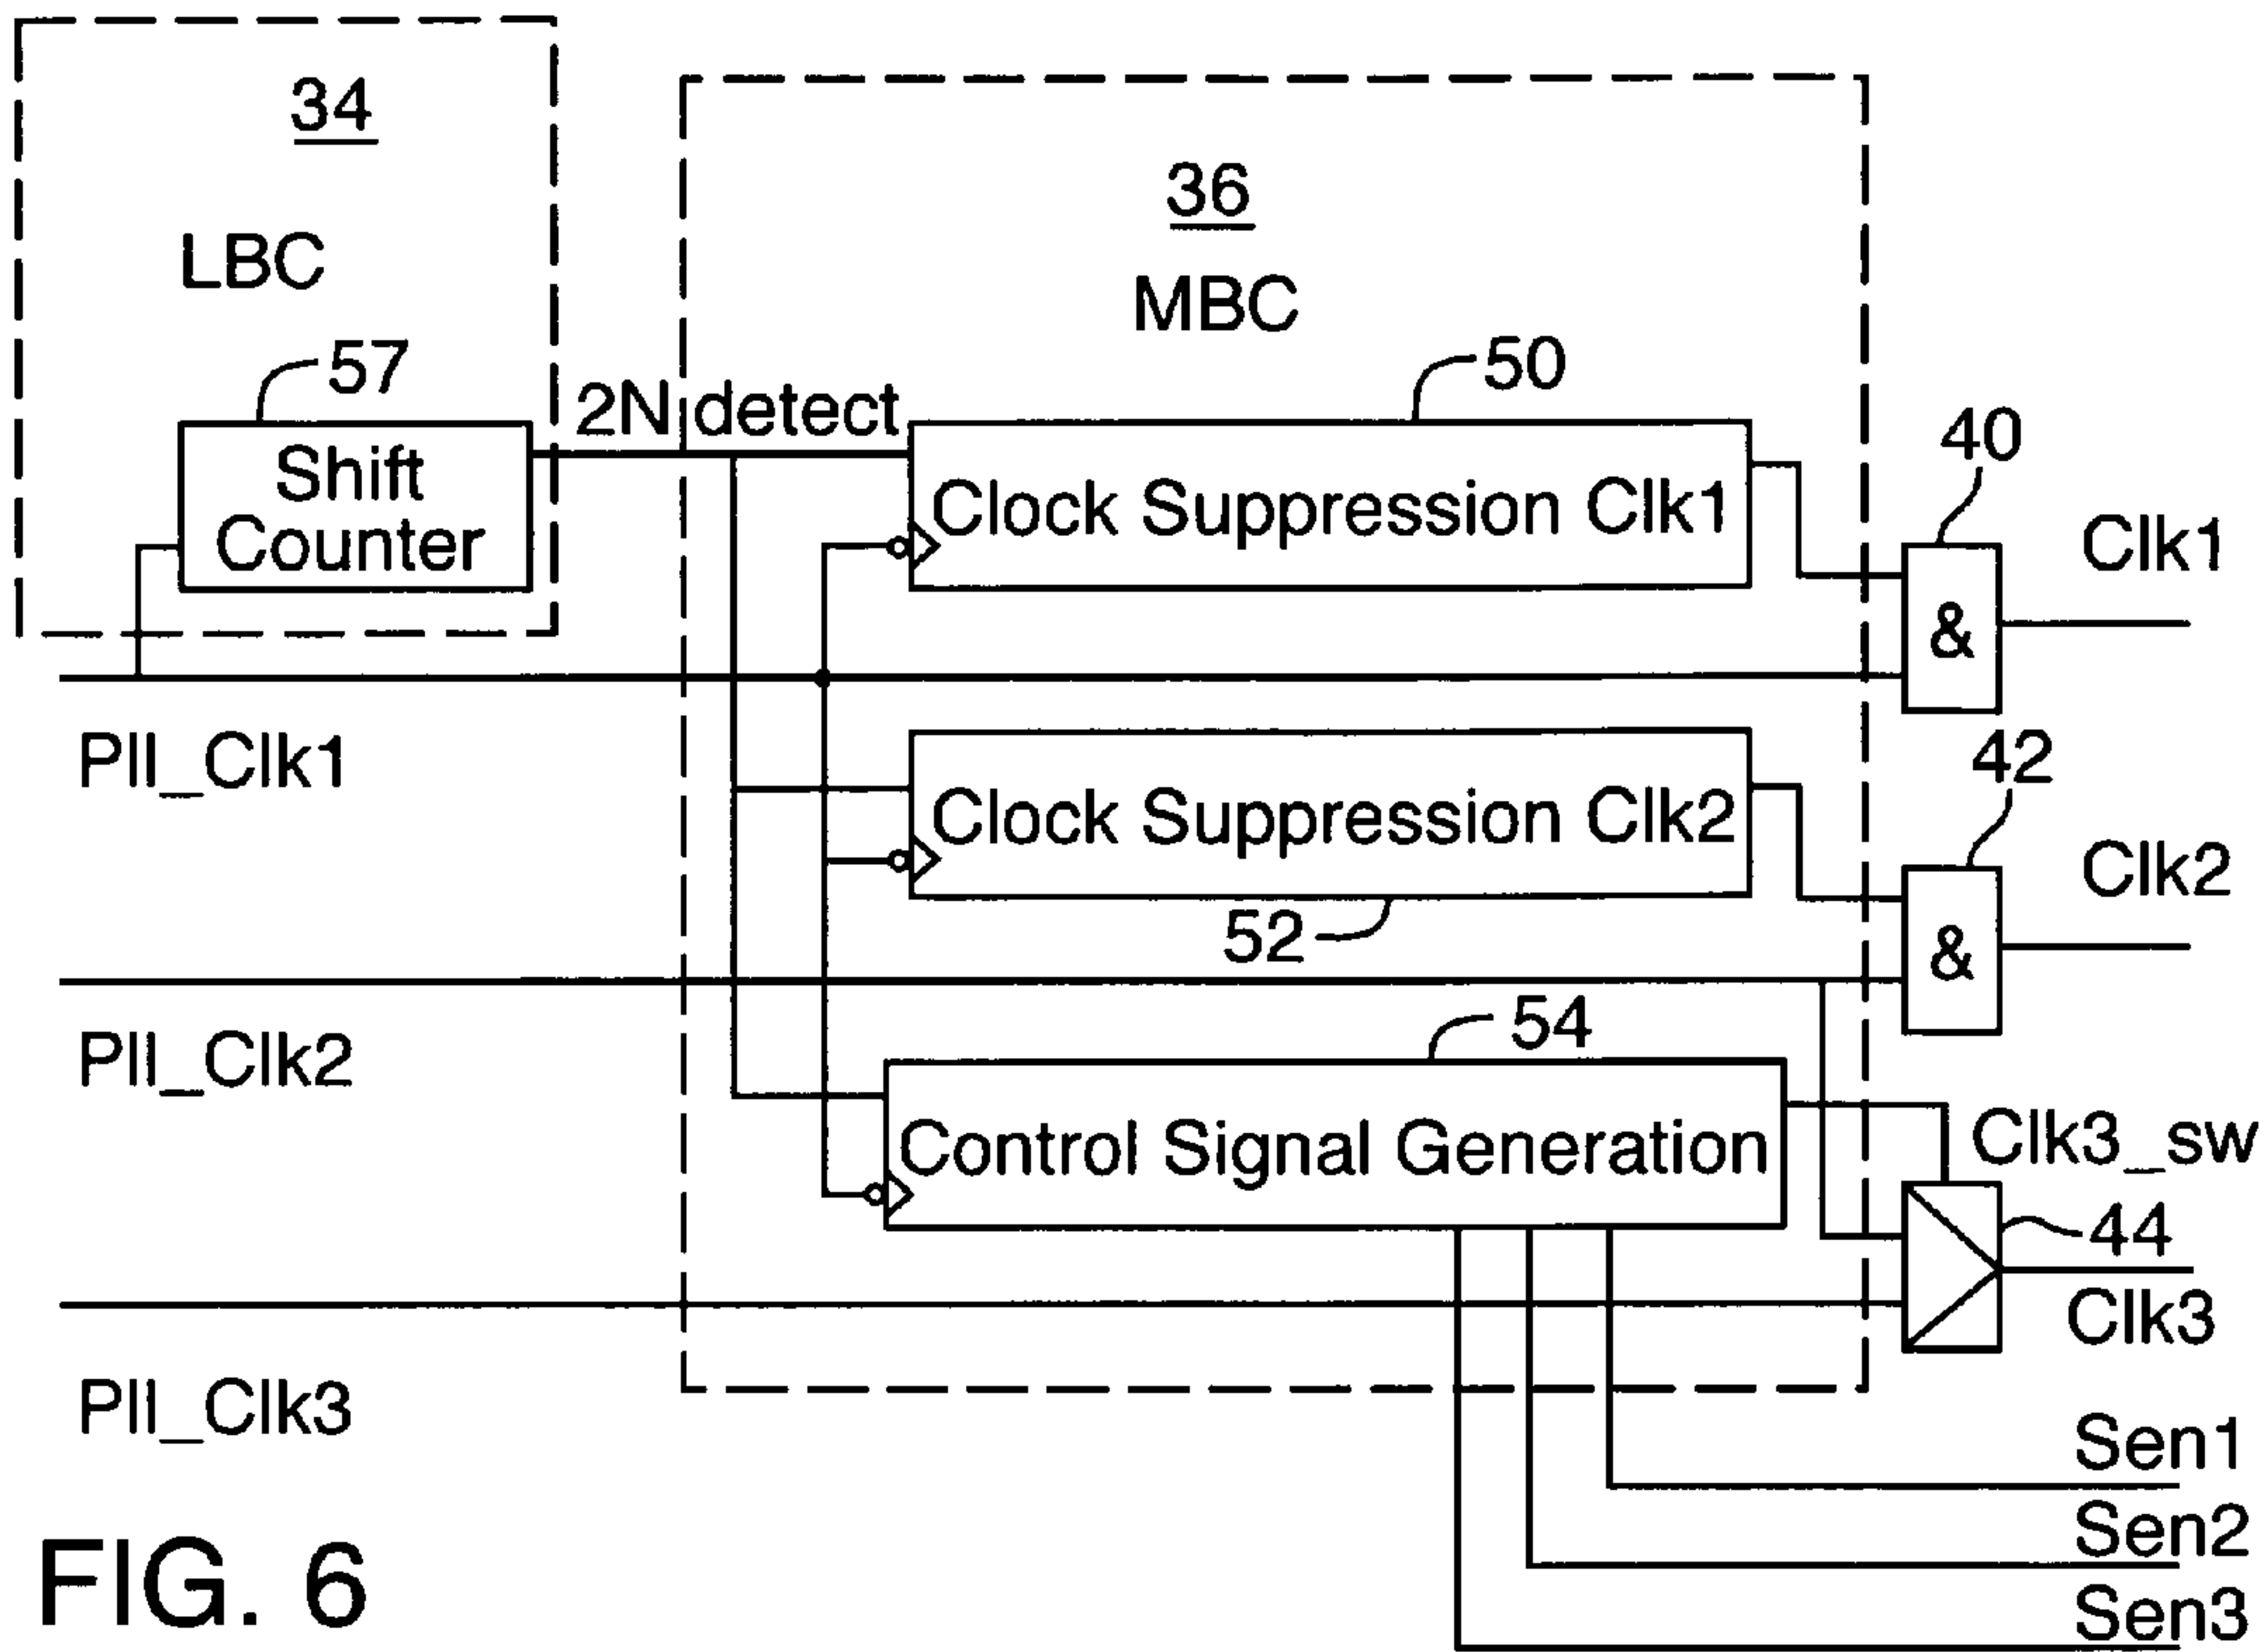 34
LBC
57
Shift
Counter
2N detect
36
MBC
50
Clock Suppression Clk1
40
&
Clk1
Pll_Clk1
Clock Suppression Clk2
52
42
&
Clk2
Pll_Clk2
54
Control Signal Generation
Clk3_sw
44
Clk3
Pll_Clk3
Sen1
Sen2
Sen3
FIG. 6